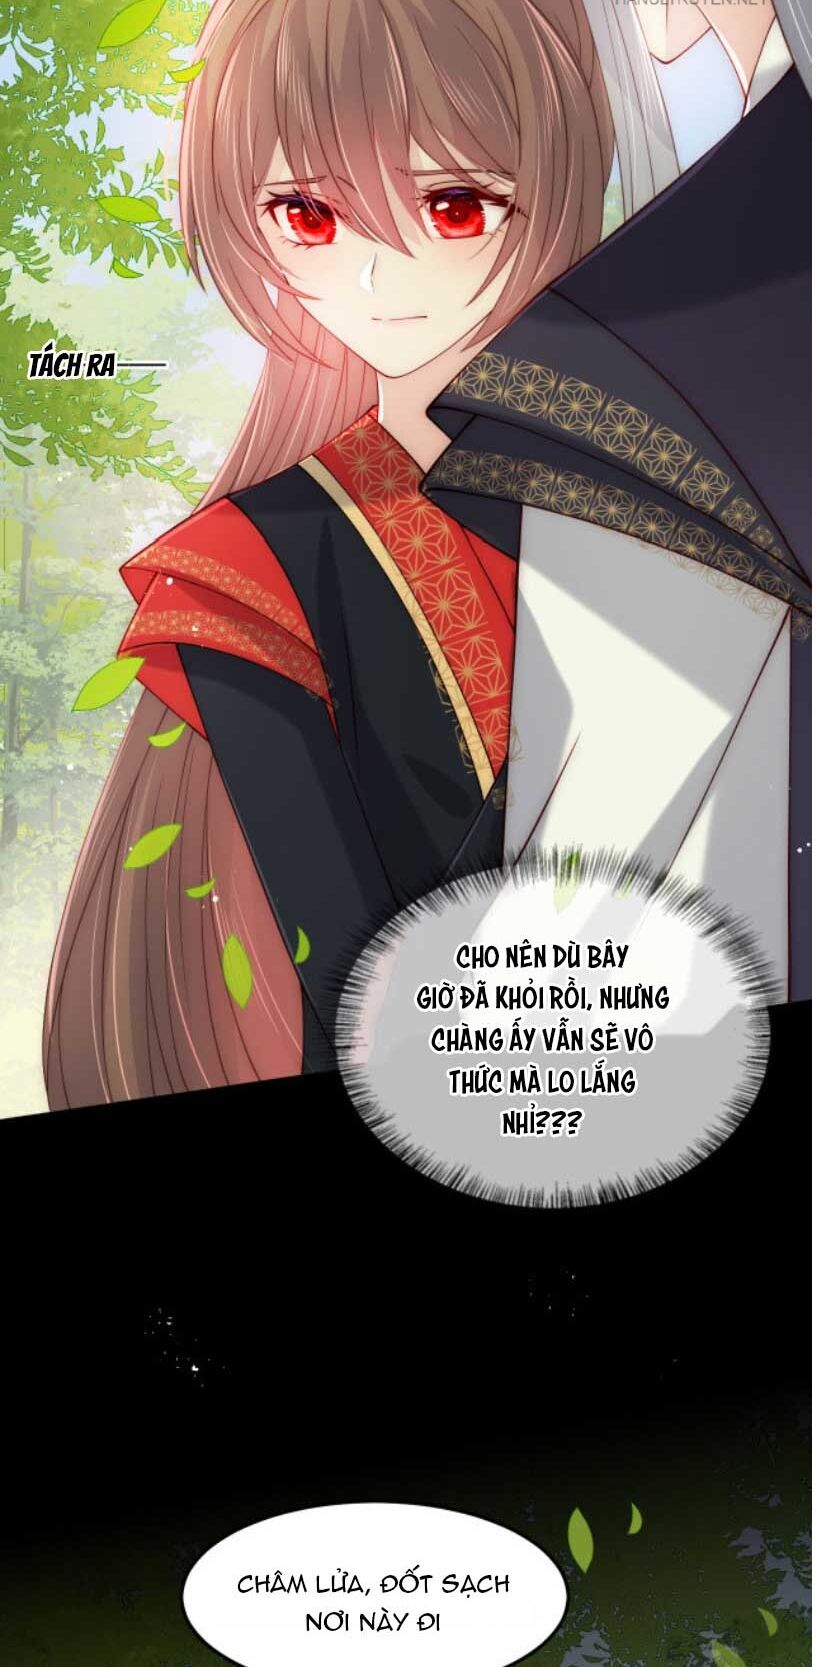 TÁCH RA
CHO NÊN DÙ BÂY
GIỜ ĐÃ KHỎI RỒI, NHƯNG
CHÀNG ẤY VẪN SẼ VÔ
THỨC MÀ LO LẮNG
NHỈ???
CHÂM LỬA, ĐỐT SẠCH
NƠI NÀY ĐI